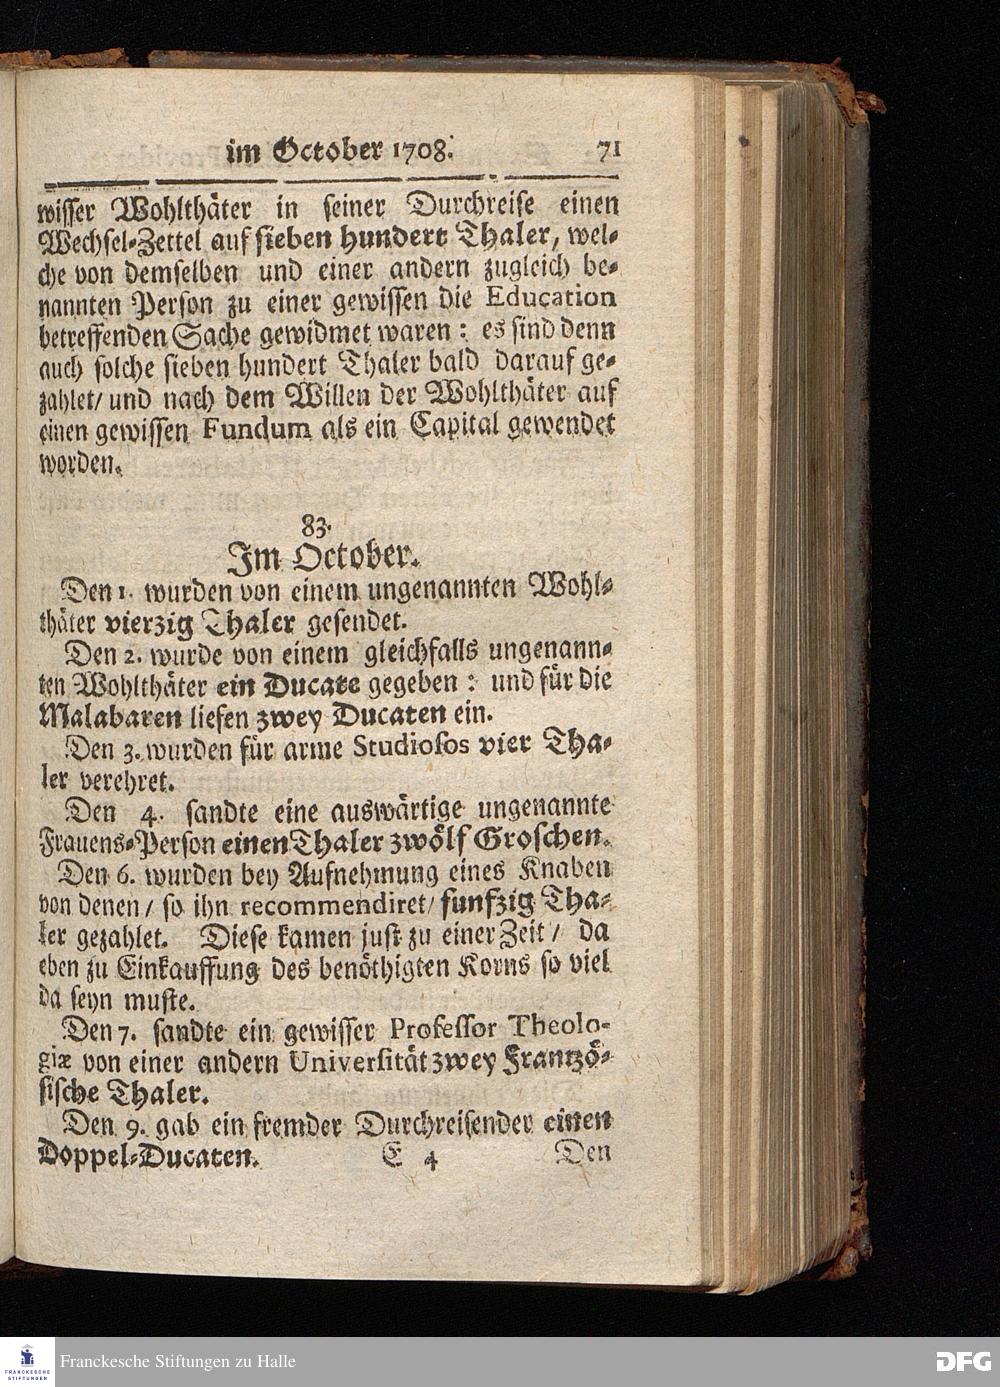 im October 1708. 71
wisser Wohlthäter in seiner Durchreise einen
Wechsel-Zettel auf sieben hundert Thaler, wel-
che von demselben und einer andern zugleich be-
nannten Person zu einer gewissen die Education
betreffenden Sache gewidmet waren: es sind denn
auch solche sieben hundert Thaler bald darauf ge-
zahlet/ und nach dem Willen der Wohlthäter auf
einen gewissen Fundum als ein Capital gewendet
worden.
83.
Im October.
Den 1. wurden von einem ungenannten Wohl-
thäter vierzig Thaler gesendet.
Den 2. wurde von einem gleichfalls ungenann-
ten Wohlthäter ein Ducate gegeben: und für die
Malabaren liefen zwey Ducaten ein.
Den 3. wurden für arme Studiosos vier Tha-
ler verehret.
Den 4. sandte eine auswärtige ungenannte
Frauens-Person einen Thaler zwölf Groschen.
Den 6. wurden bey Aufnehmung eines Knaben
von denen/ so ihn recommendiret/ funfzig Tha-
ler gezahlet. Diese kamen just zu einer Zeit/ da
eben zu Einkauffung des benöthigten Korns so viel
da seyn muste.
Den 7. sandte ein gewisser Professor Theolo-
giæ von einer andern Universität zwey Frantzö-
sische Thaler.
Den 9. gab ein fremder Durchreisender einen
Doppel-Ducaten. E 4 Den
Franckesche Stiftungen zu Halle
FRANCKESCHE
STIFTUNGEN
DFG